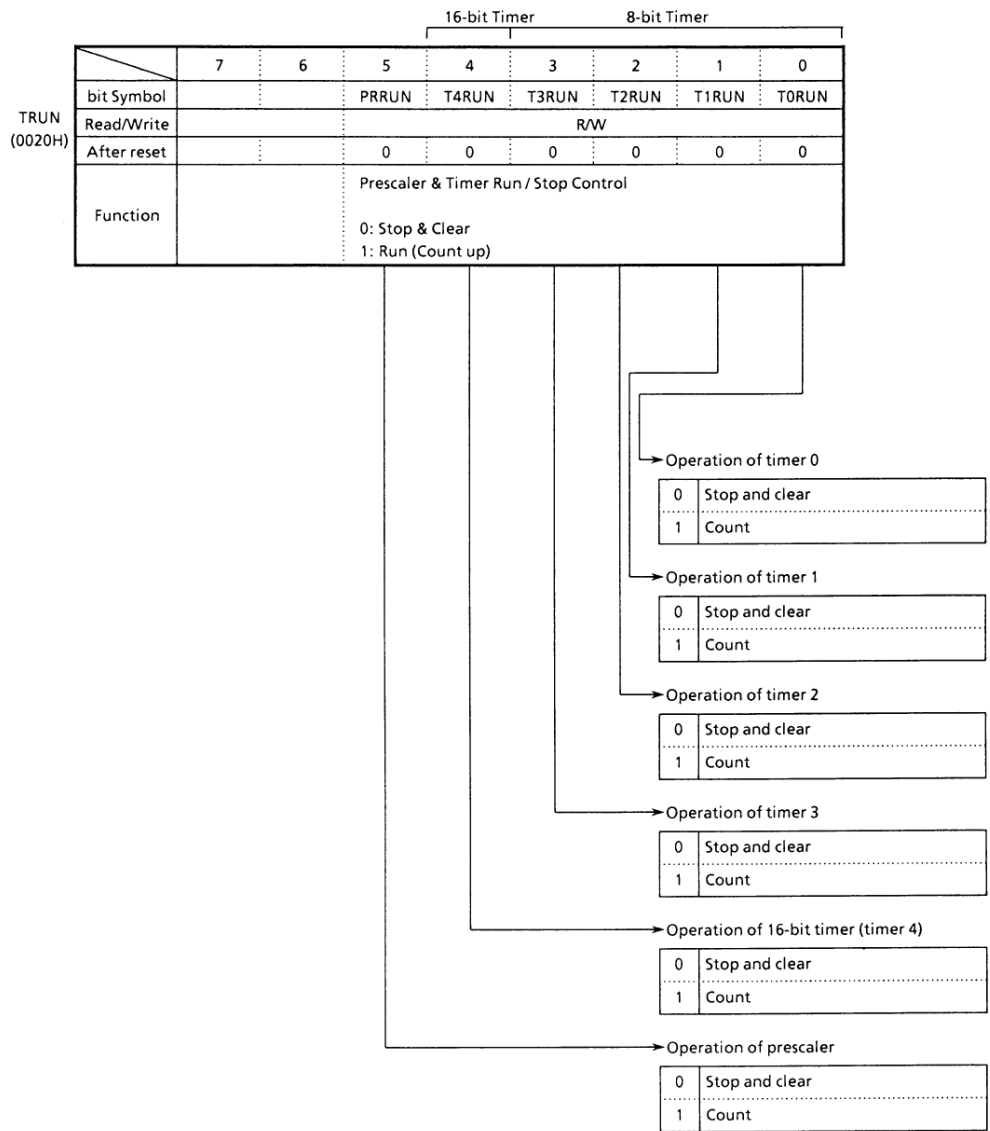 16-bit Timer 8-bit Timer
7 6 5 4 3 2 1 0
bit Symbol PRRUN T4RUN T3RUN T2RUN T1RUN T0RUN
TRUN
(0020H)
Read/Write R/W
After reset 0 0 0 0 0 0
Function
Prescaler & Timer Run / Stop Control
0: Stop & Clear
1: Run (Count up)
Operation of timer 0
0 Stop and clear
1 Count
Operation of timer 1
0 Stop and clear
1 Count
Operation of timer 2
0 Stop and clear
1 Count
Operation of timer 3
0 Stop and clear
1 Count
Operation of 16-bit timer (timer 4)
0 Stop and clear
1 Count
Operation of prescaler
0 Stop and clear
1 Count